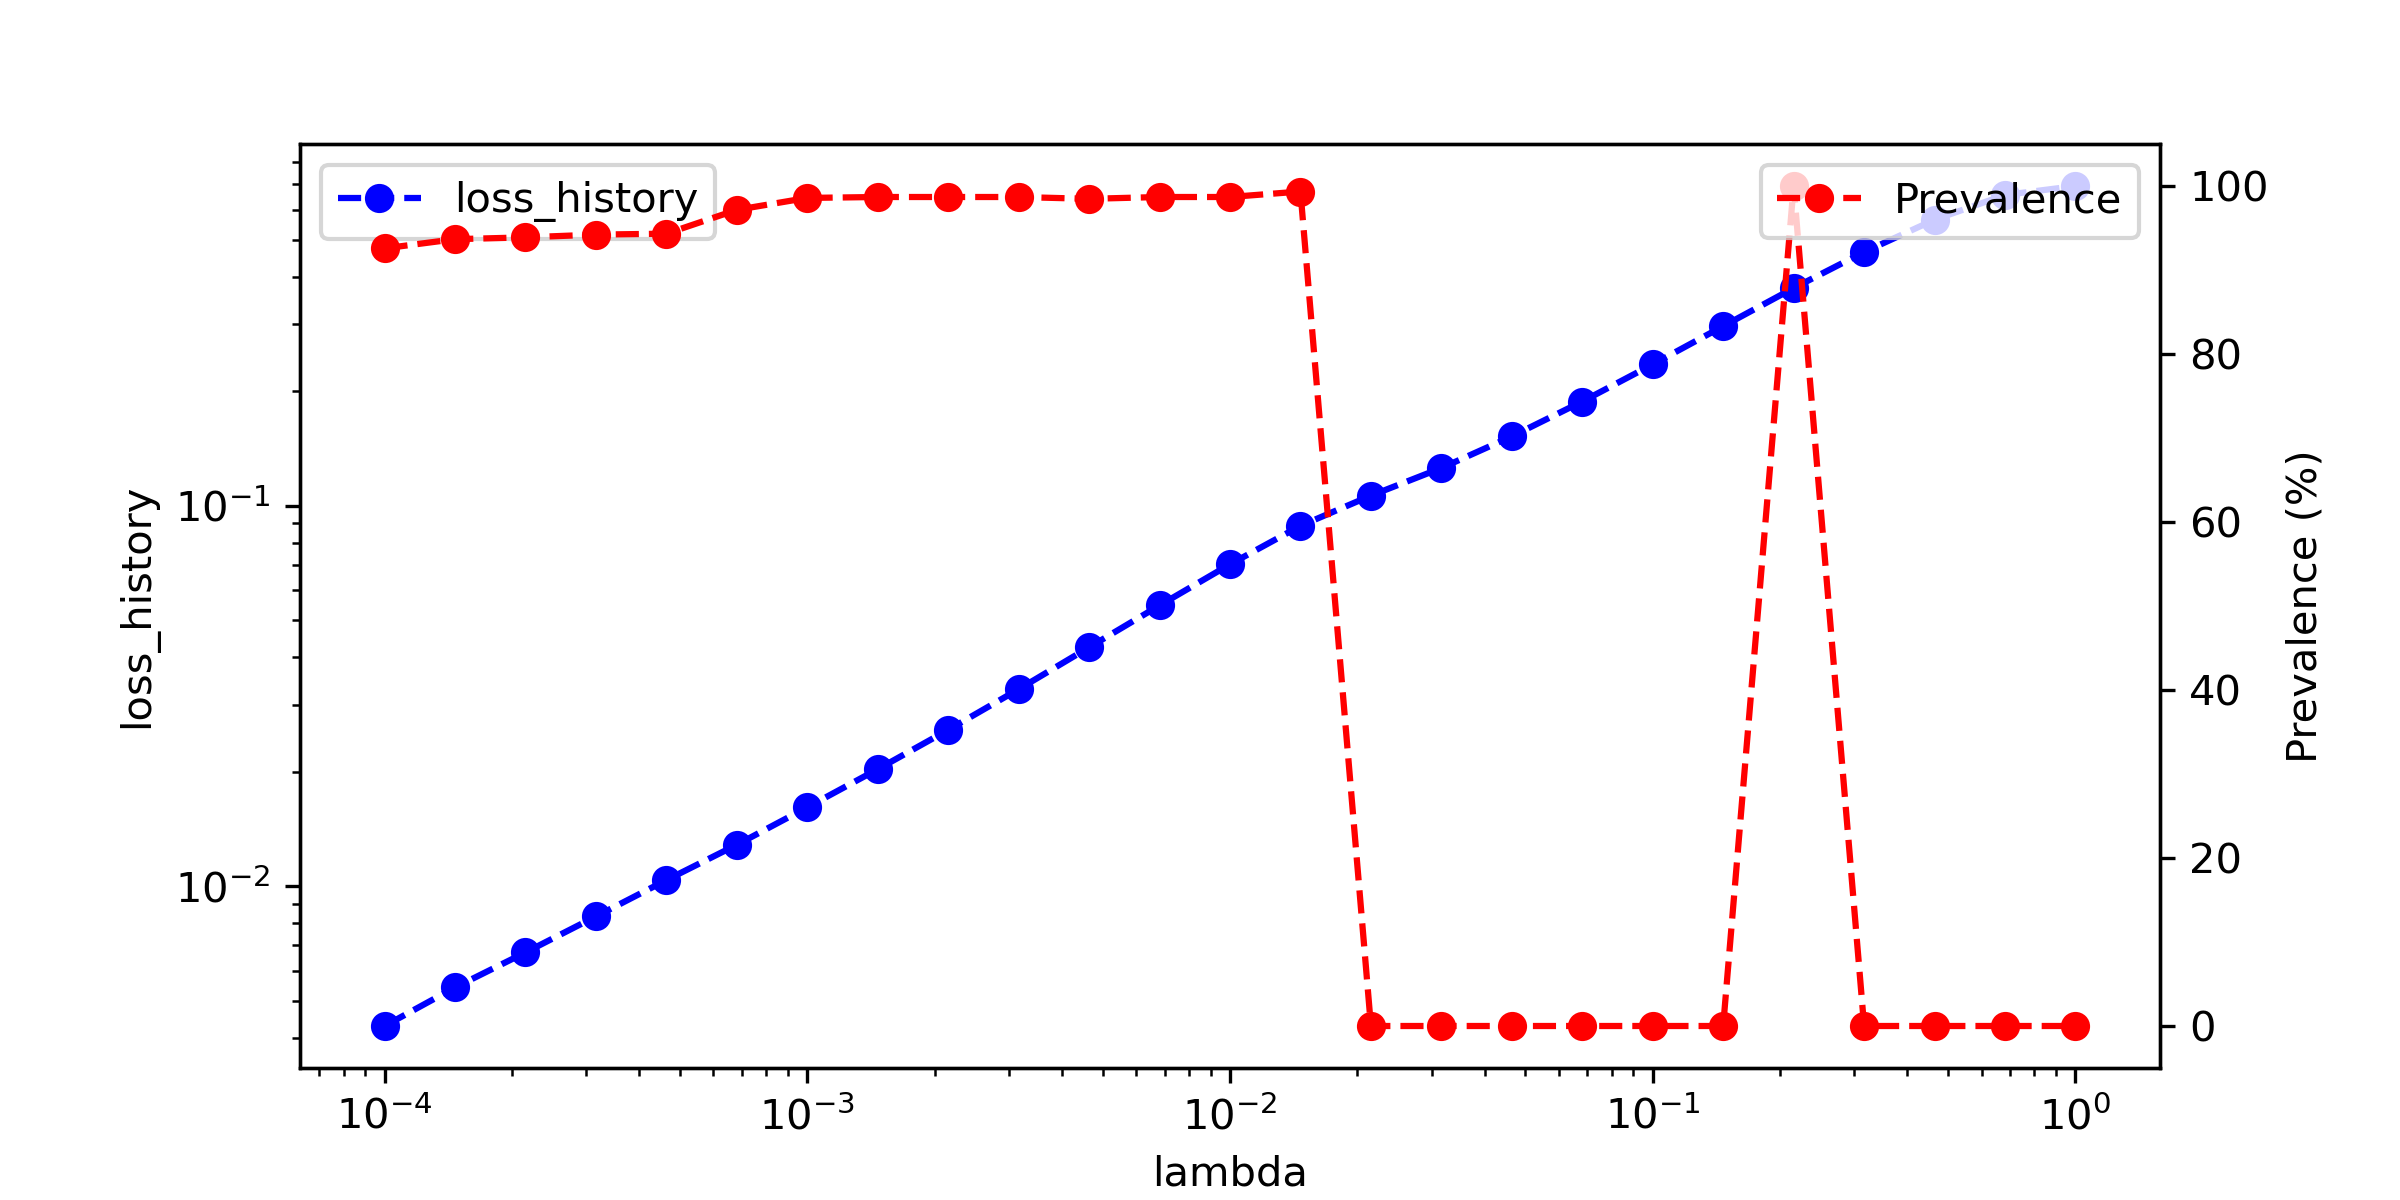 loss_history
Prevalence
100
80
60
40
20
0
10⁻¹
10⁻²
loss_history
Prevalence (%)
10⁻⁴ 10⁻³ 10⁻² 10⁻¹ 10⁰
lambda